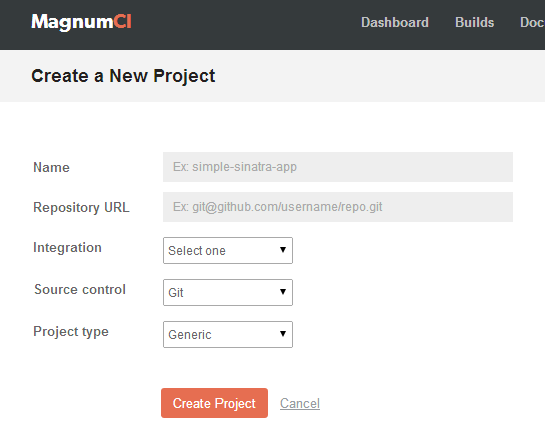 MagnumCI Dashboard Builds Doc
Create a New Project
Name Ex: simple-sinatra-app
Repository URL Ex: git@github.com/username/repo.git
Integration Select one
Source control Git
Project type Generic
Create Project Cancel